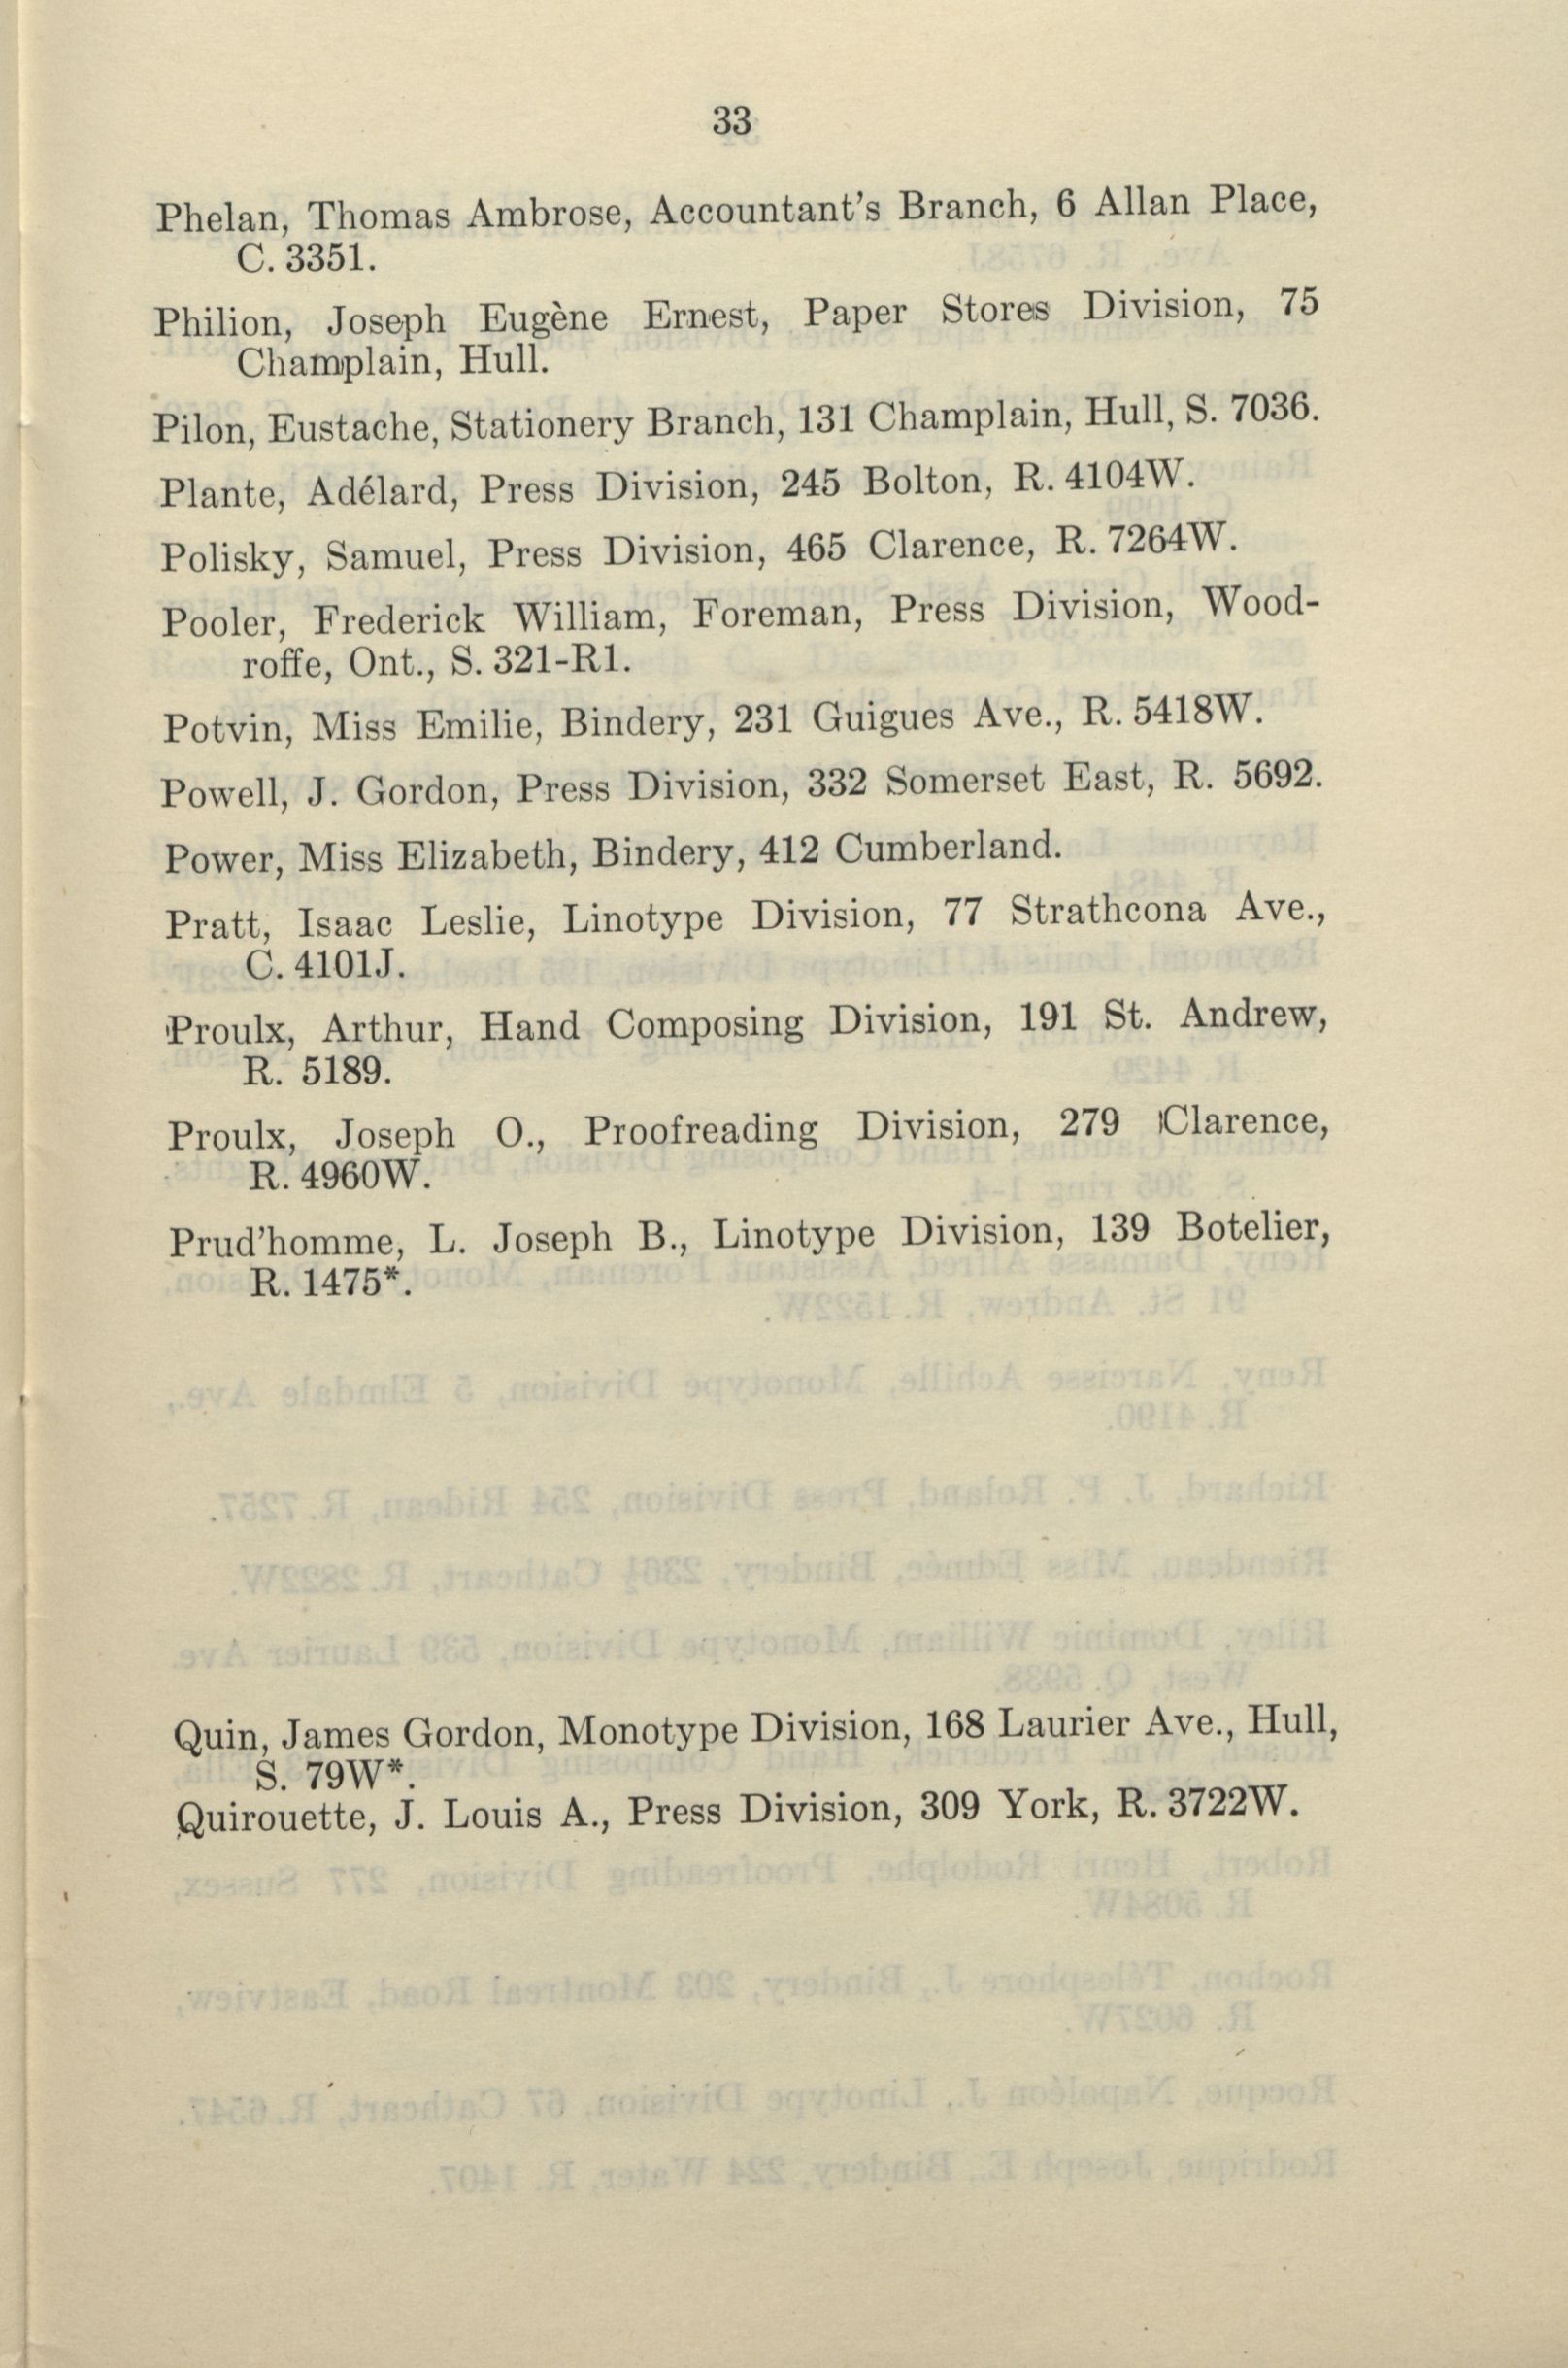 33
Phelan, Thomas Ambrose, Accountant's Branch, 6 Allan Place,
C. 3351.
Philion, Joseph Eugène Ernest, Paper Stores Division, 75
Champlain, Hull.
Pilon, Eustache, Stationery Branch, 131 Champlain, Hull, S. 7036.
Plante, Adélard, Press Division, 245 Bolton, R. 4104W.
Polisky, Samuel, Press Division, 465 Clarence, R. 7264W.
Pooler, Frederick William, Foreman, Press Division, Wood-
roffe, Ont., S. 321-R1.
Potvin, Miss Emilie, Bindery, 231 Guigues Ave., R. 5418W.
Powell, J. Gordon, Press Division, 332 Somerset East, R. 5692.
Power, Miss Elizabeth, Bindery, 412 Cumberland.
Pratt, Isaac Leslie, Linotype Division, 77 Strathcona Ave.,
C. 4101J.
Proulx, Arthur, Hand Composing Division, 191 St. Andrew,
R. 5189.
Proulx, Joseph O., Proofreading Division, 279 Clarence,
R. 4960W.
Prud'homme, L. Joseph B., Linotype Division, 139 Botelier,
R. 1475*.
Quin, James Gordon, Monotype Division, 168 Laurier Ave., Hull,
S. 79W*.
Quirouette, J. Louis A., Press Division, 309 York, R. 3722W.